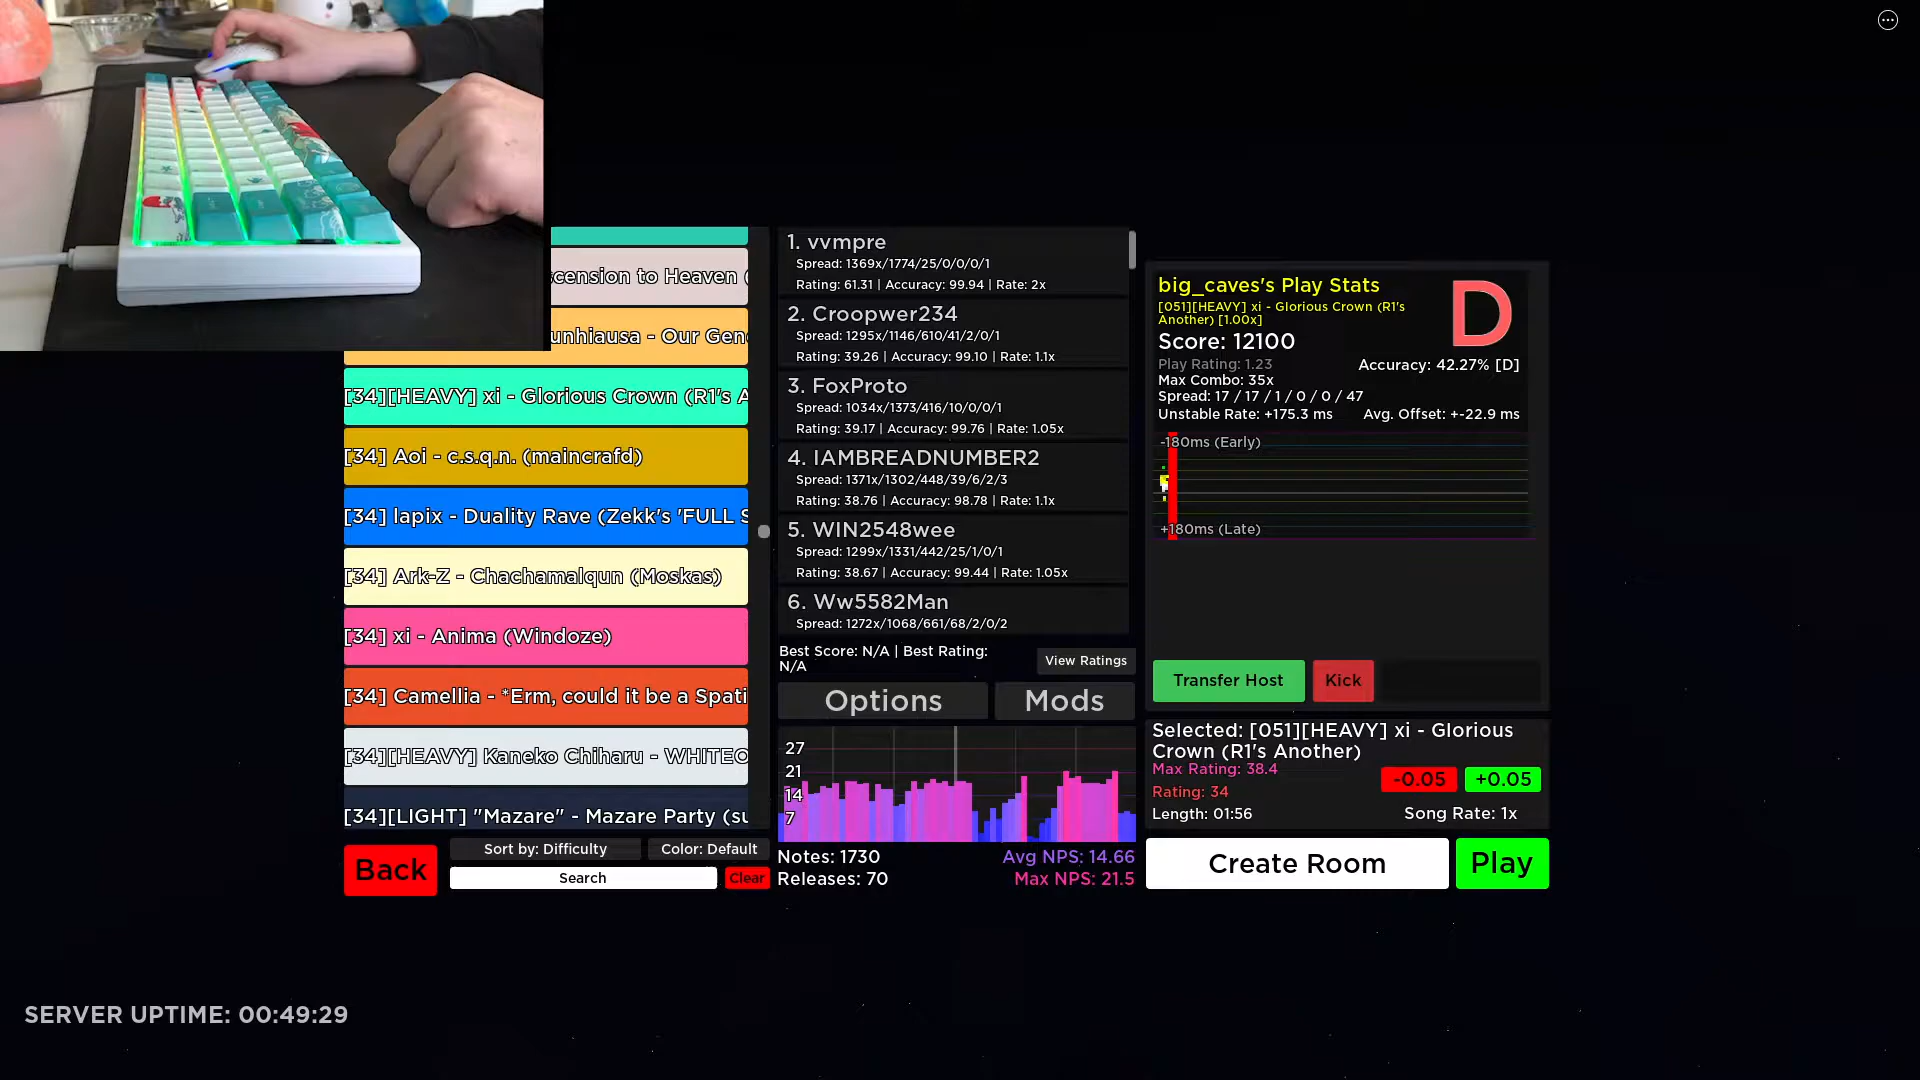 cension to Heaven (
unhiausa - Our Gen
[34][HEAVY] xi - Glorious Crown (R1's A
[34] Aoi - c.s.q.n. (maincrafd)
[34] lapix - Duality Rave (Zekk's 'FULL S
[34] Ark-Z - Chachamalqun (Moskas)
[34] xi - Anima (Windoze)
[34] Camellia - *Erm, could it be a Spati
[34][HEAVY] Kaneko Chiharu - WHITEO
[34][LIGHT] "Mazare" - Mazare Party (su
Back
Sort by: Difficulty
Color: Default
Search
Clear
1. vvmpre
Spread: 1369x/1774/25/0/0/0/1
Rating: 61.31 | Accuracy: 99.94 | Rate: 2x
2. Croopwer234
Spread: 1295x/1146/610/41/2/0/1
Rating: 39.26 | Accuracy: 99.10 | Rate: 1.1x
3. FoxProto
Spread: 1034x/1373/416/10/0/0/1
Rating: 39.17 | Accuracy: 99.76 | Rate: 1.05x
4. IAMBREADNUMBER2
Spread: 1371x/1302/448/39/6/2/3
Rating: 38.76 | Accuracy: 98.78 | Rate: 1.1x
5. WIN2548wee
Spread: 1299x/1331/442/25/1/0/1
Rating: 38.67 | Accuracy: 99.44 | Rate: 1.05x
6. Ww5582Man
Spread: 1272x/1068/661/68/2/0/2
Best Score: N/A | Best Rating:
N/A
View Ratings
Options
Mods
27
21
14
7
Notes: 1730
Avg NPS: 14.66
Releases: 70
Max NPS: 21.5
big_caves's Play Stats
[051][HEAVY] xi - Glorious Crown (R1's
Another) [1.00x]
D
Score: 12100
Play Rating: 1.23
Accuracy: 42.27% [D]
Max Combo: 35x
Spread: 17 / 17 / 1 / 0 / 0 / 47
Unstable Rate: +175.3 ms
Avg. Offset: +-22.9 ms
-180ms (Early)
+180ms (Late)
Transfer Host
Kick
Selected: [051][HEAVY] xi - Glorious
Crown (R1's Another)
Max Rating: 38.4
-0.05
+0.05
Rating: 34
Length: 01:56
Song Rate: 1x
Create Room
Play
SERVER UPTIME: 00:49:29